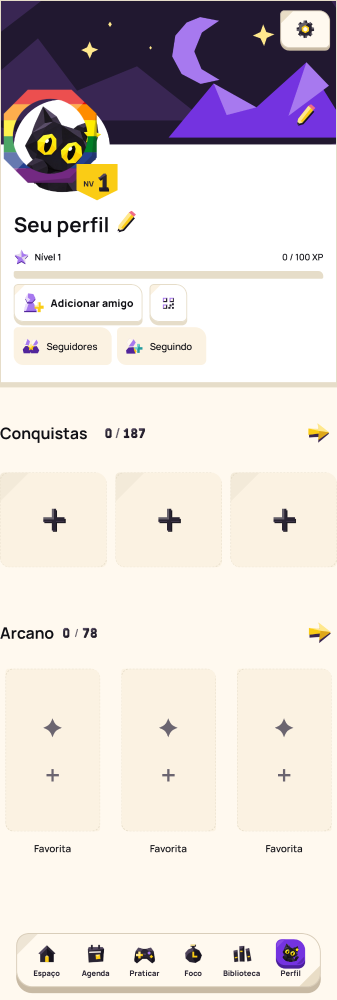 NV 1
Seu perfil
Nível 1 0 / 100 XP
Adicionar amigo
Seguidores Seguindo
Conquistas 0 / 187
Arcano 0 / 78
Favorita Favorita Favorita
Espaço Agenda Praticar Foco Biblioteca Perfil